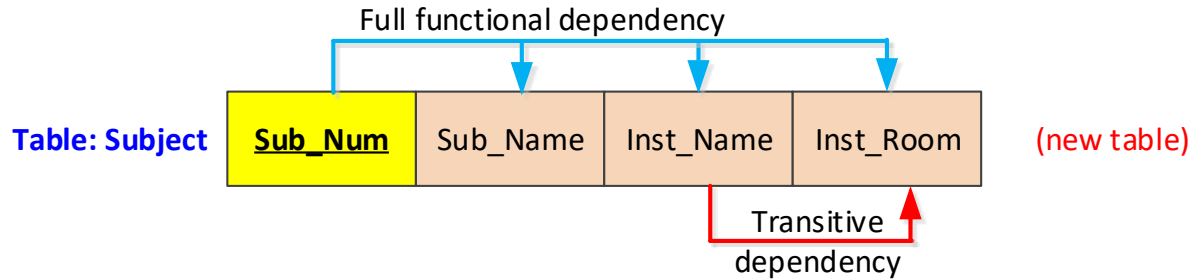 Full functional dependency
Table: Subject Sub_Num Sub_Name Inst_Name Inst_Room (new table)
Transitive
dependency